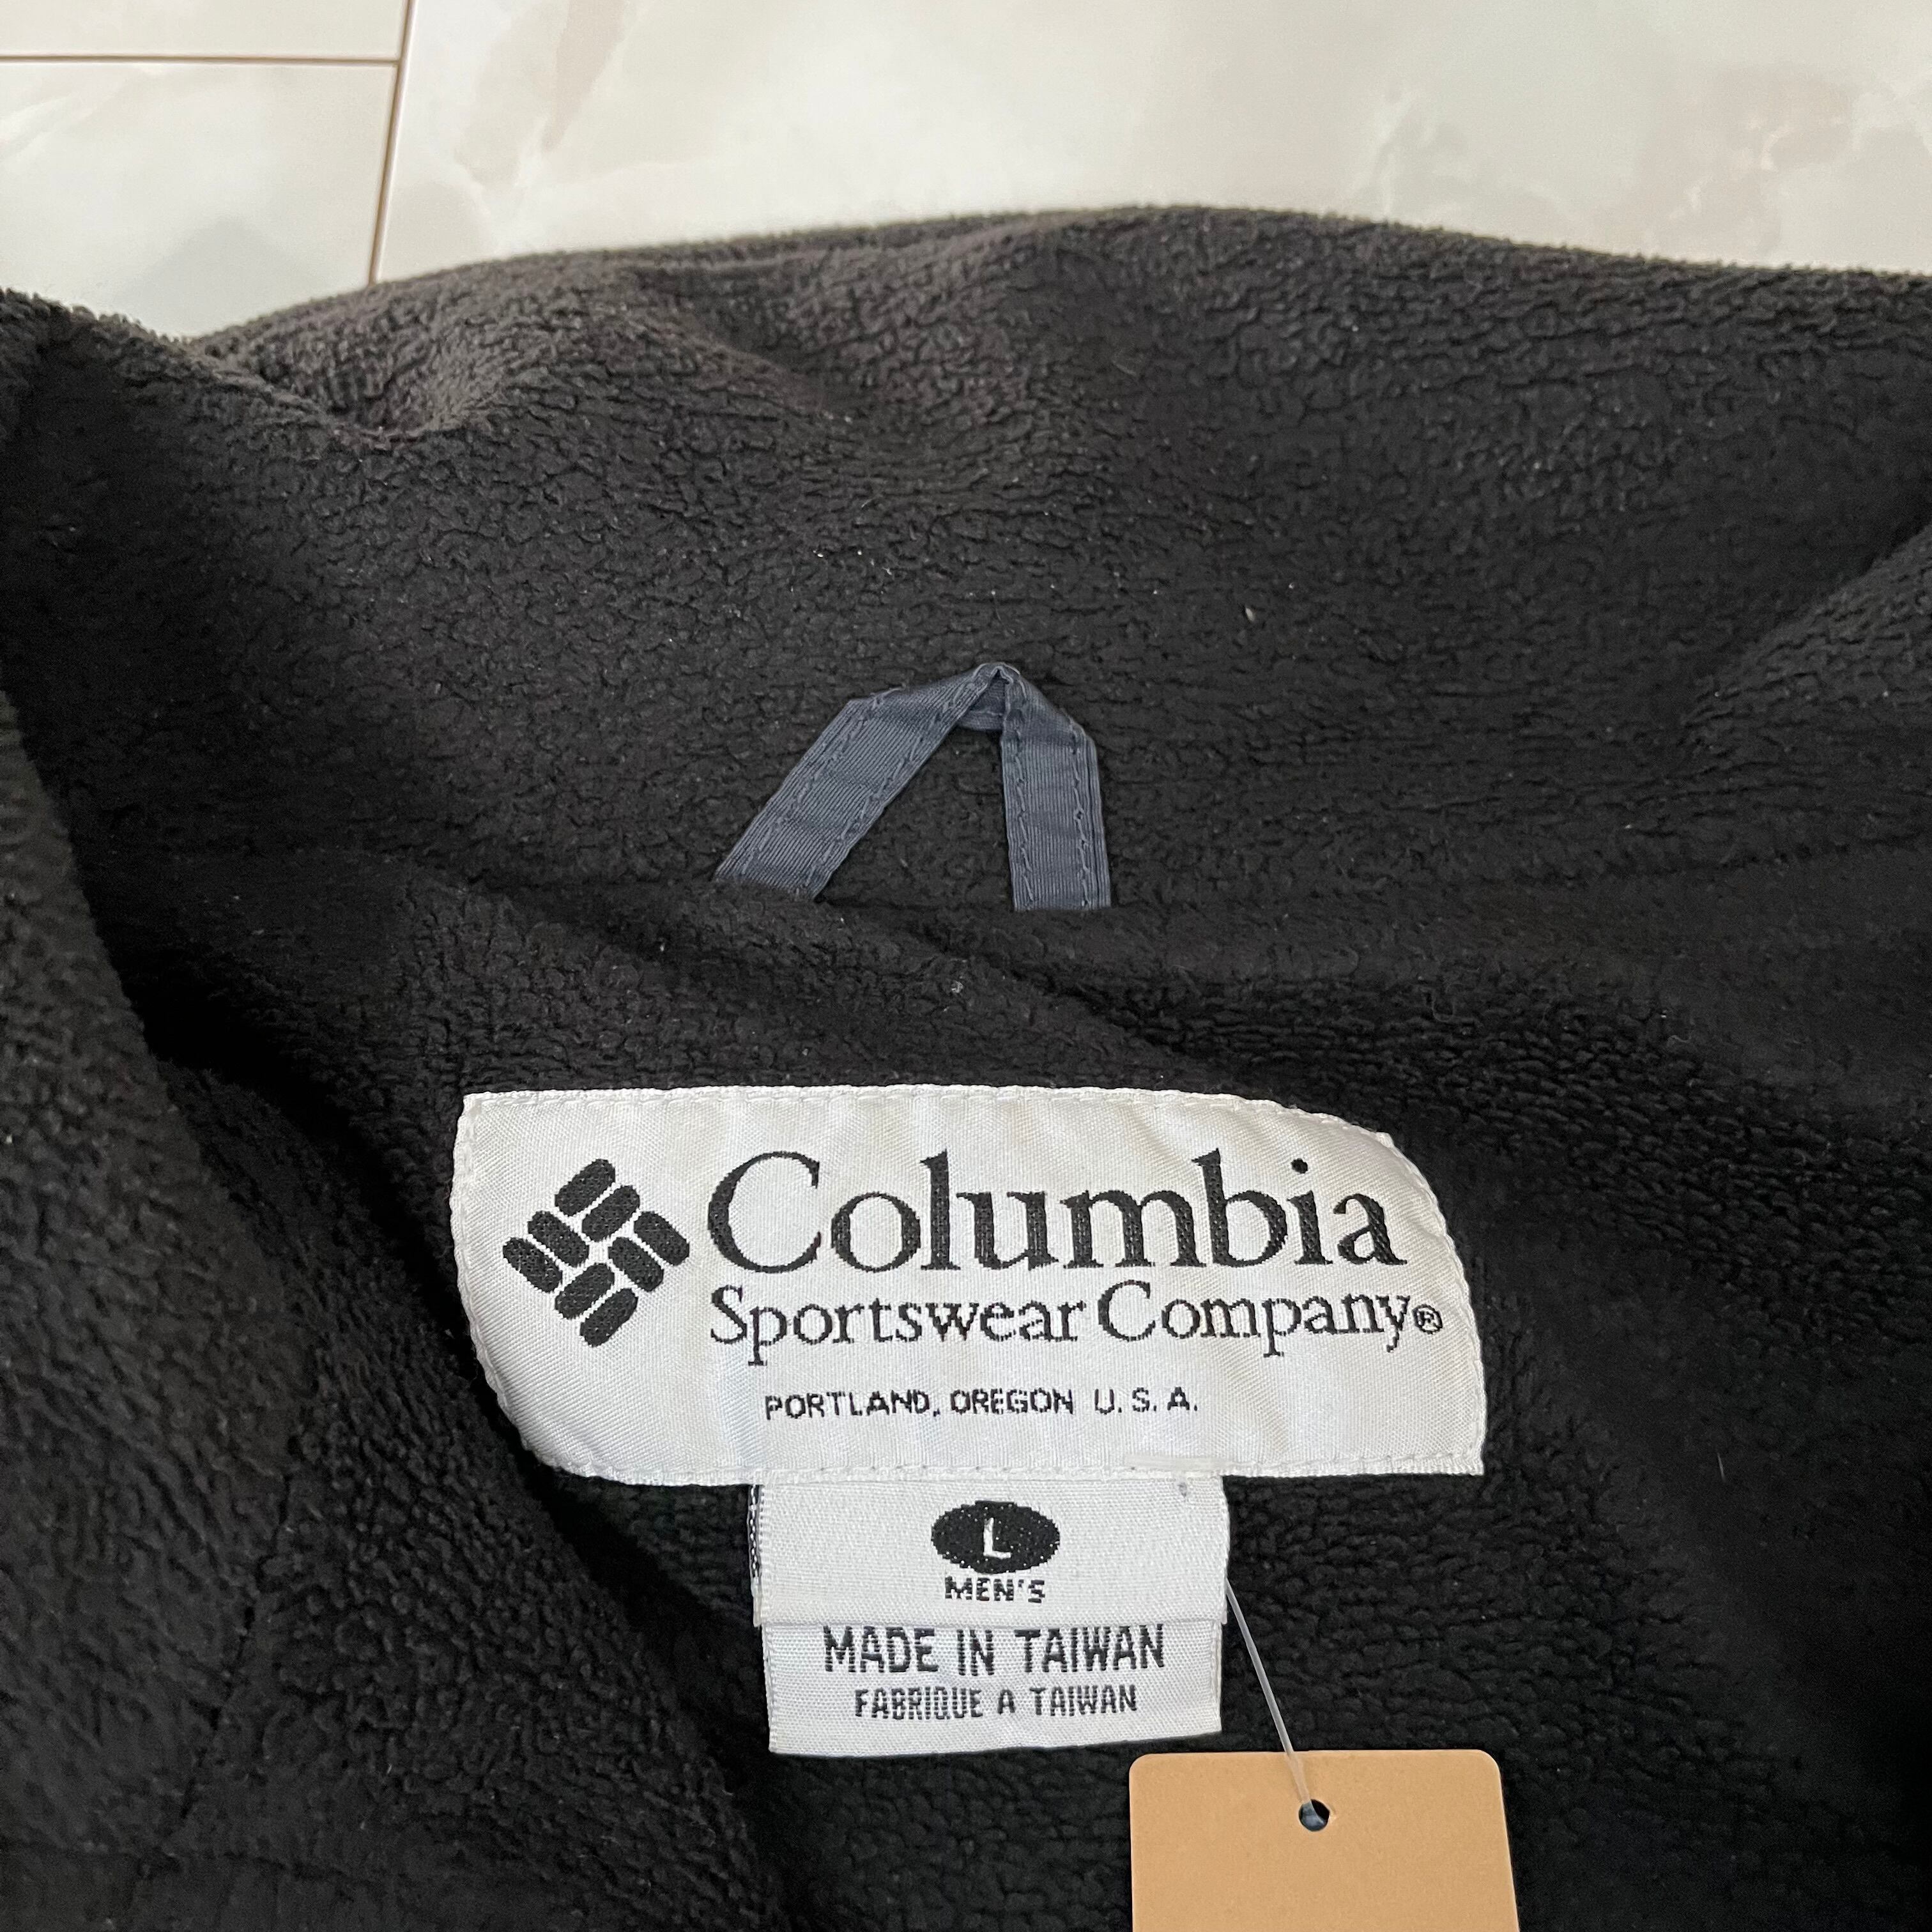 Columbia
Sportswear Company®
PORTLAND, OREGON U.S.A.
L
MEN'S
MADE IN TAIWAN
FABRIQUE A TAIWAN